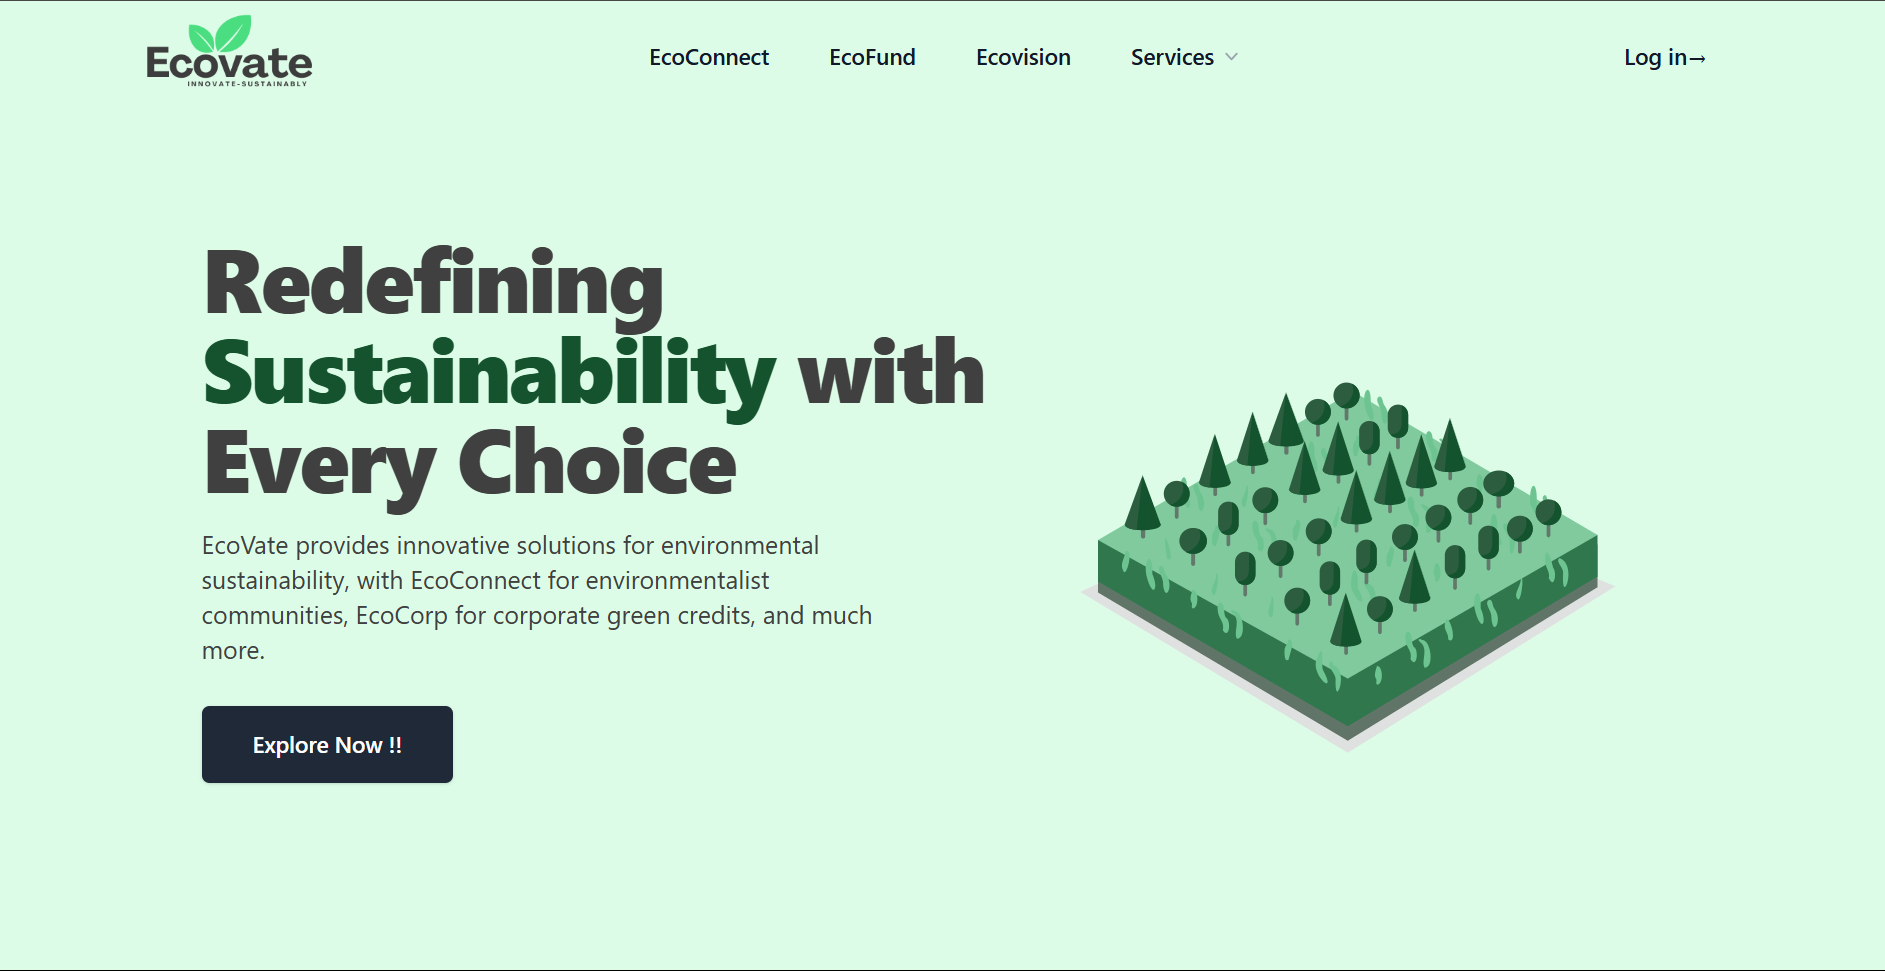 Ecovate
INNOVATE-SUSTAINABLY
EcoConnect
EcoFund
Ecovision
Services
Log in→
Redefining
Sustainability with
Every Choice
EcoVate provides innovative solutions for environmental
sustainability, with EcoConnect for environmentalist
communities, EcoCorp for corporate green credits, and much
more.
Explore Now !!